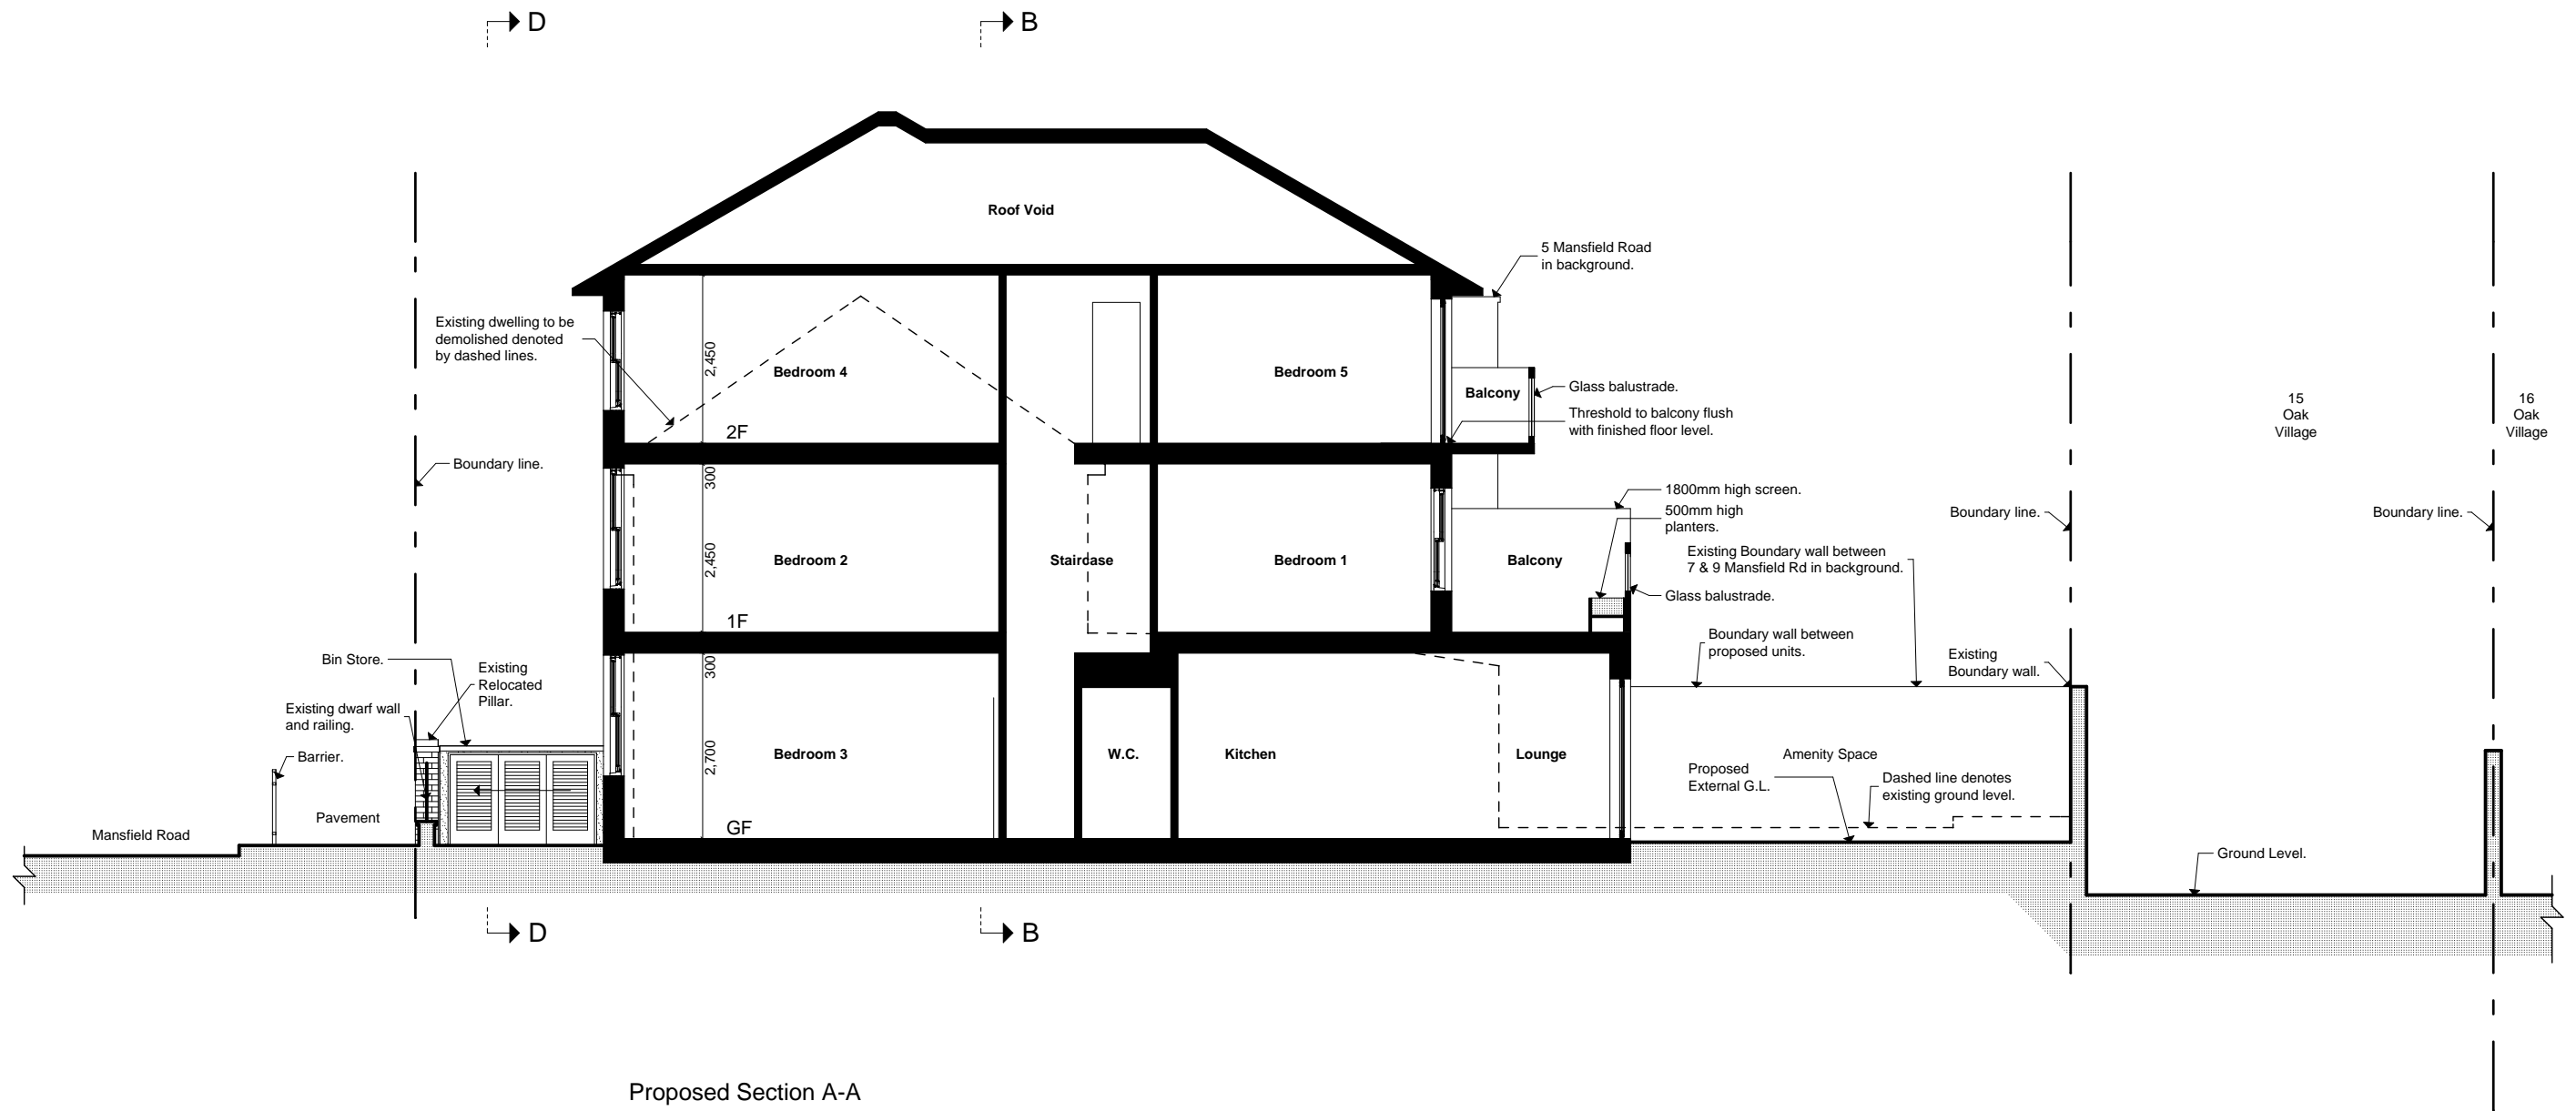 D
B
Roof Void
5 Mansfield Road
in background.
Existing dwelling to be
demolished denoted
by dashed lines.
2,450
Bedroom 4
Bedroom 5
Balcony
Glass balustrade.
Threshold to balcony flush
with finished floor level.
15
Oak
Village
16
Oak
Village
2F
Boundary line.
300
1800mm high screen.
500mm high
planters.
Boundary line.
Boundary line.
2,450
Bedroom 2
Staircase
Bedroom 1
Balcony
Existing Boundary wall between
7 & 9 Mansfield Rd in background.
Glass balustrade.
1F
Boundary wall between
proposed units.
Existing
Boundary wall.
Bin Store.
Existing
Relocated
Pillar.
300
Existing dwarf wall
and railing.
Barrier.
2,700
Bedroom 3
W.C.
Kitchen
Lounge
Amenity Space
Proposed
External G.L.
Dashed line denotes
existing ground level.
Pavement
Mansfield Road
GF
Ground Level.
D
B
Proposed Section A-A